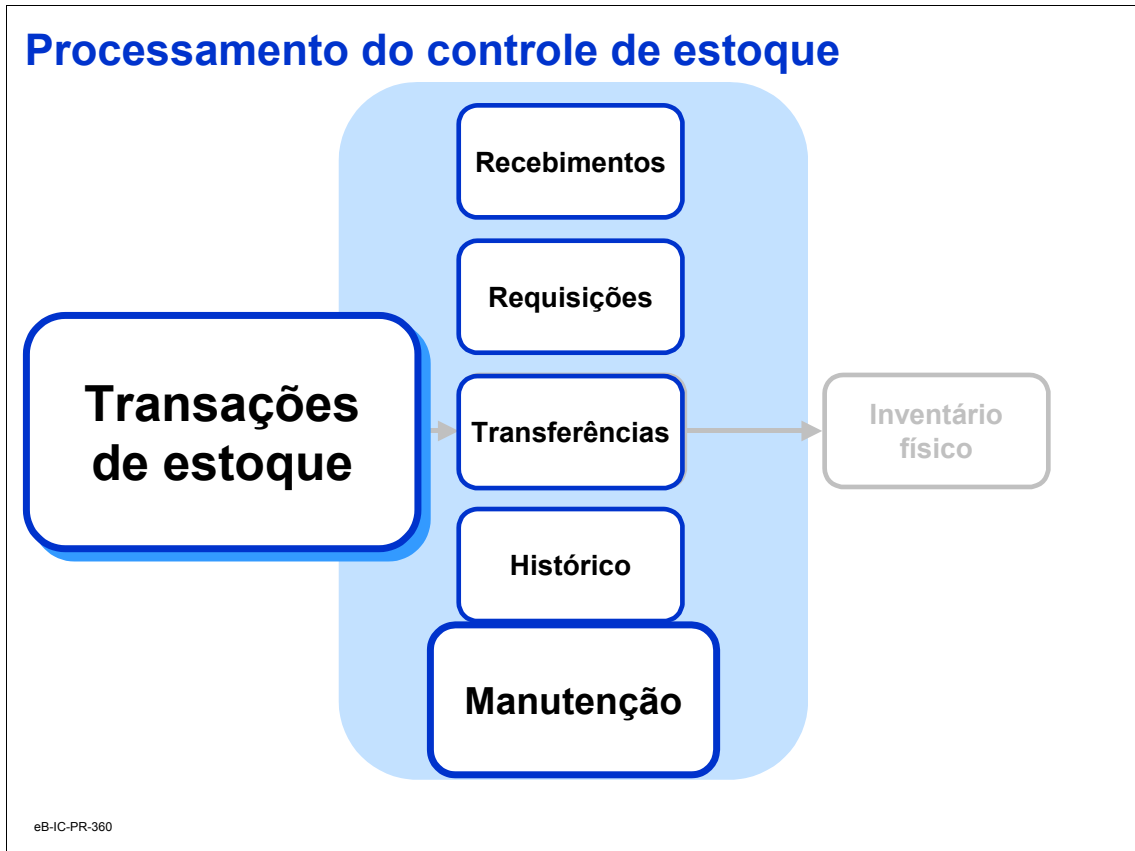 Processamento do controle de estoque
Recebimentos
Requisições
Transações
de estoque
Transferências
Inventário
físico
Histórico
Manutenção
eB-IC-PR-360